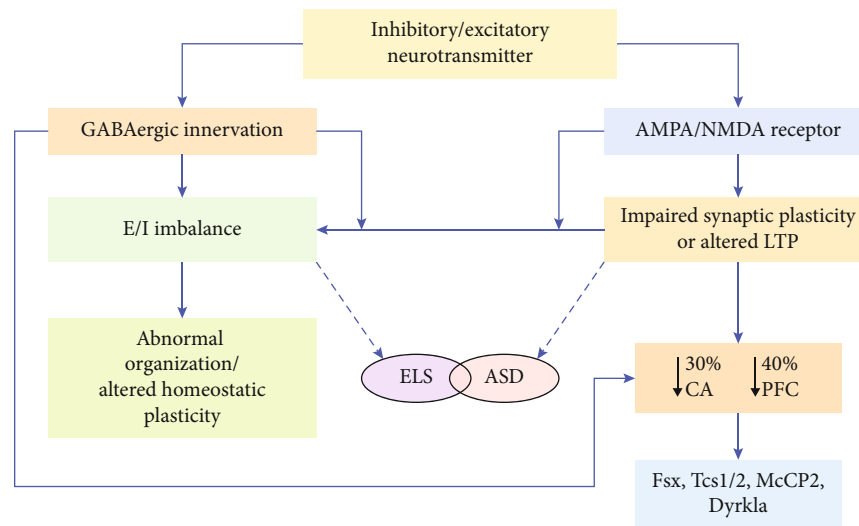 Inhibitory/excitatory
neurotransmitter
GABAergic innervation
AMPA/NMDA receptor
E/I imbalance
Impaired synaptic plasticity
or altered LTP
Abnormal
organization/
altered homeostatic
plasticity
ELS
ASD
30%
CA
40%
PFC
Fsx, Tcs1/2, McCP2,
Dyrkla